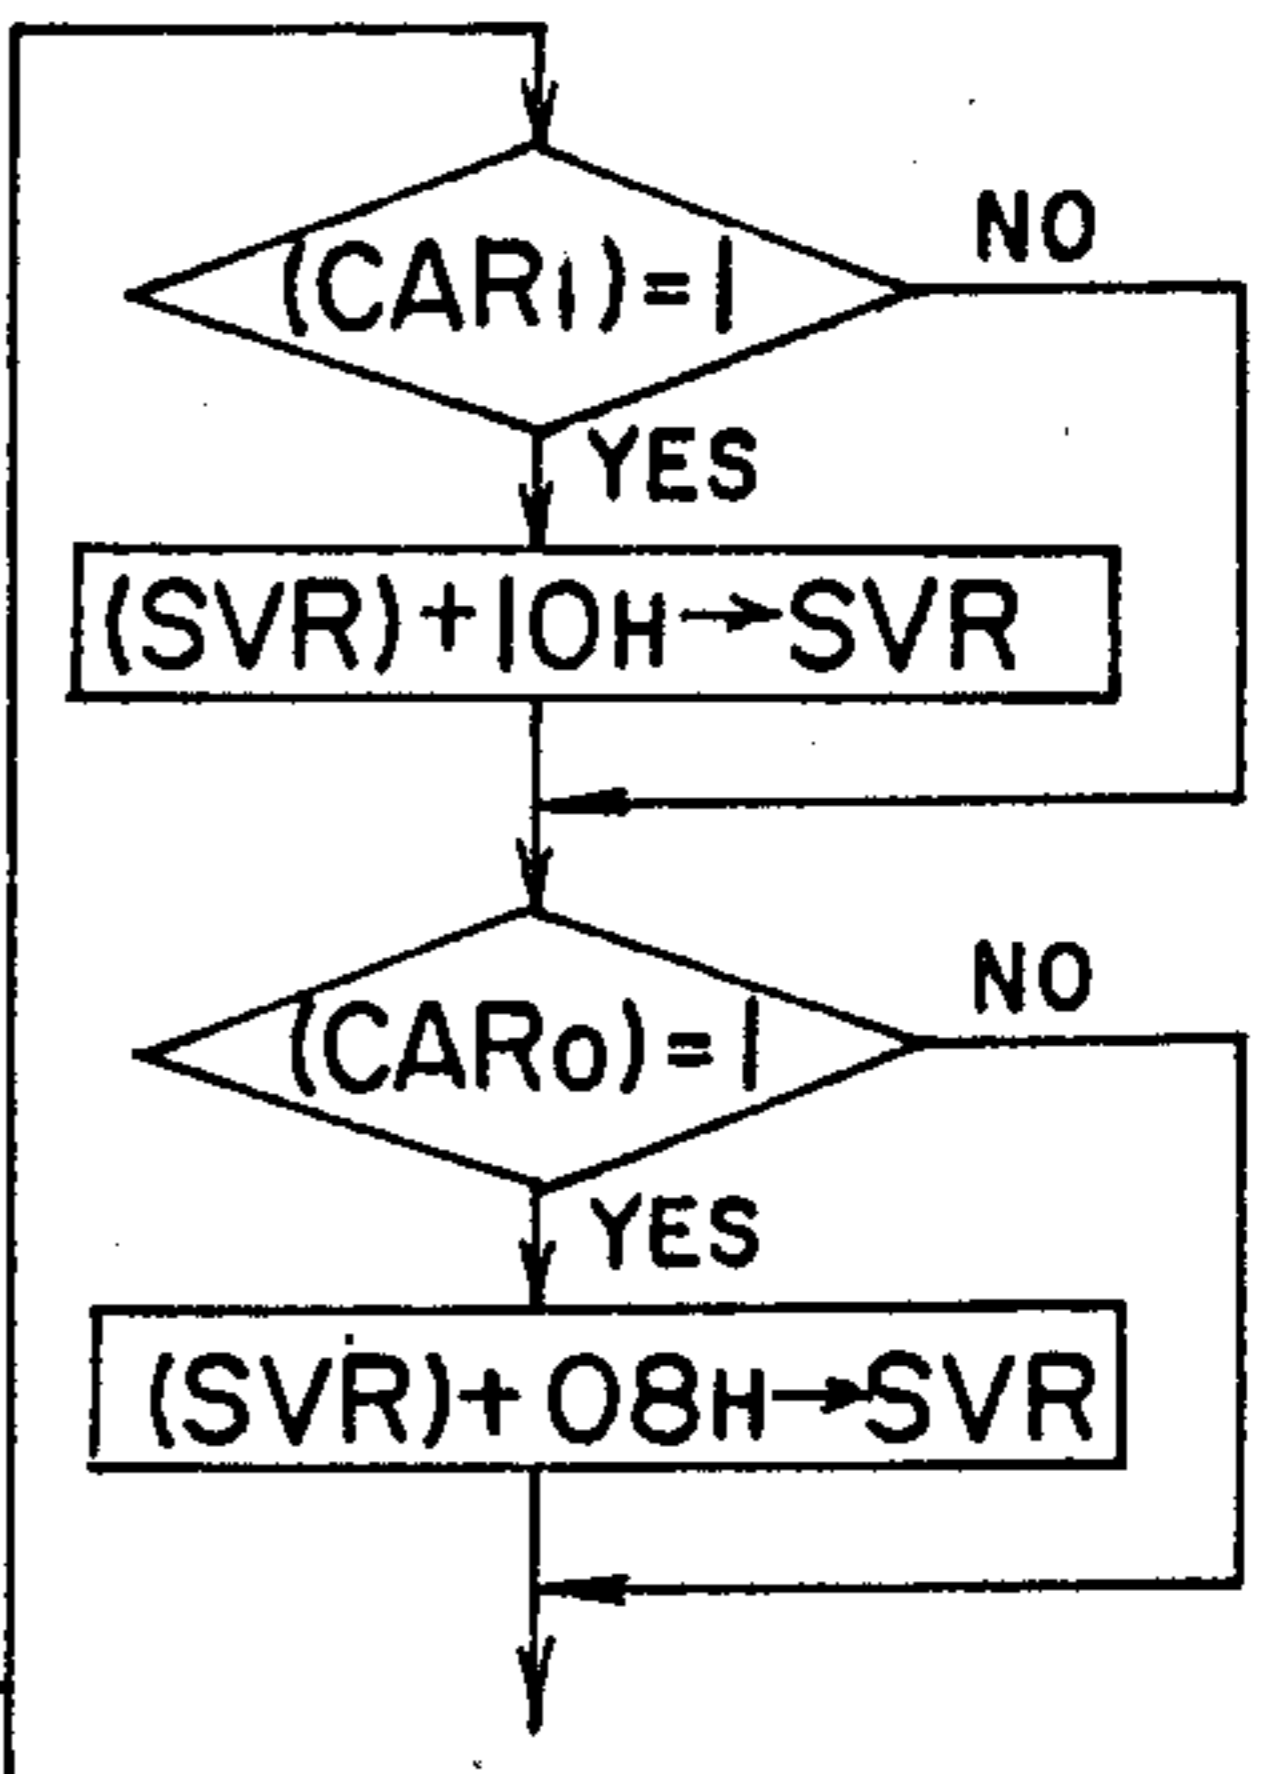 (CAR1)=1
NO
YES
(SVR)+10H→SVR
(CAR0)=1
NO
YES
(SVR)+08H→SVR